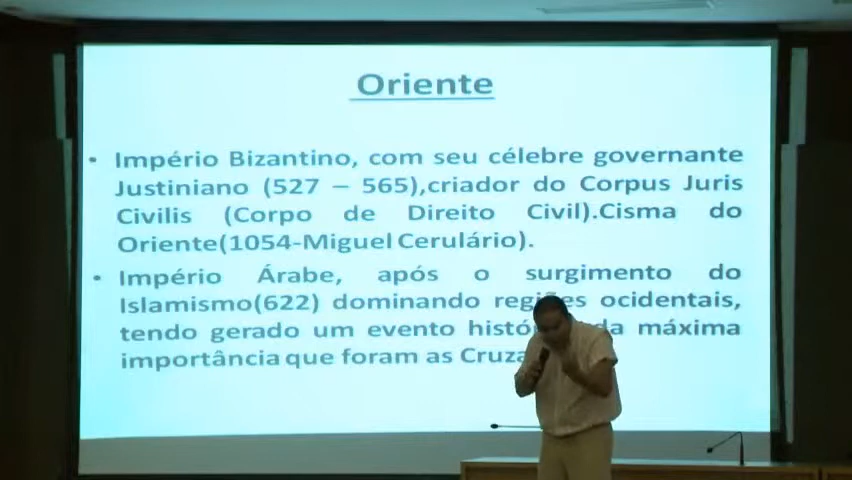 Oriente
• Império Bizantino, com seu célebre governante
Justiniano (527 – 565),criador do Corpus Juris
Civilis (Corpo de Direito Civil).Cisma do
Oriente(1054-Miguel Cerulário).
• Império Árabe, após o surgimento do
Islamismo(622) dominando regiões ocidentais,
tendo gerado um evento da máxima
importância que foram as